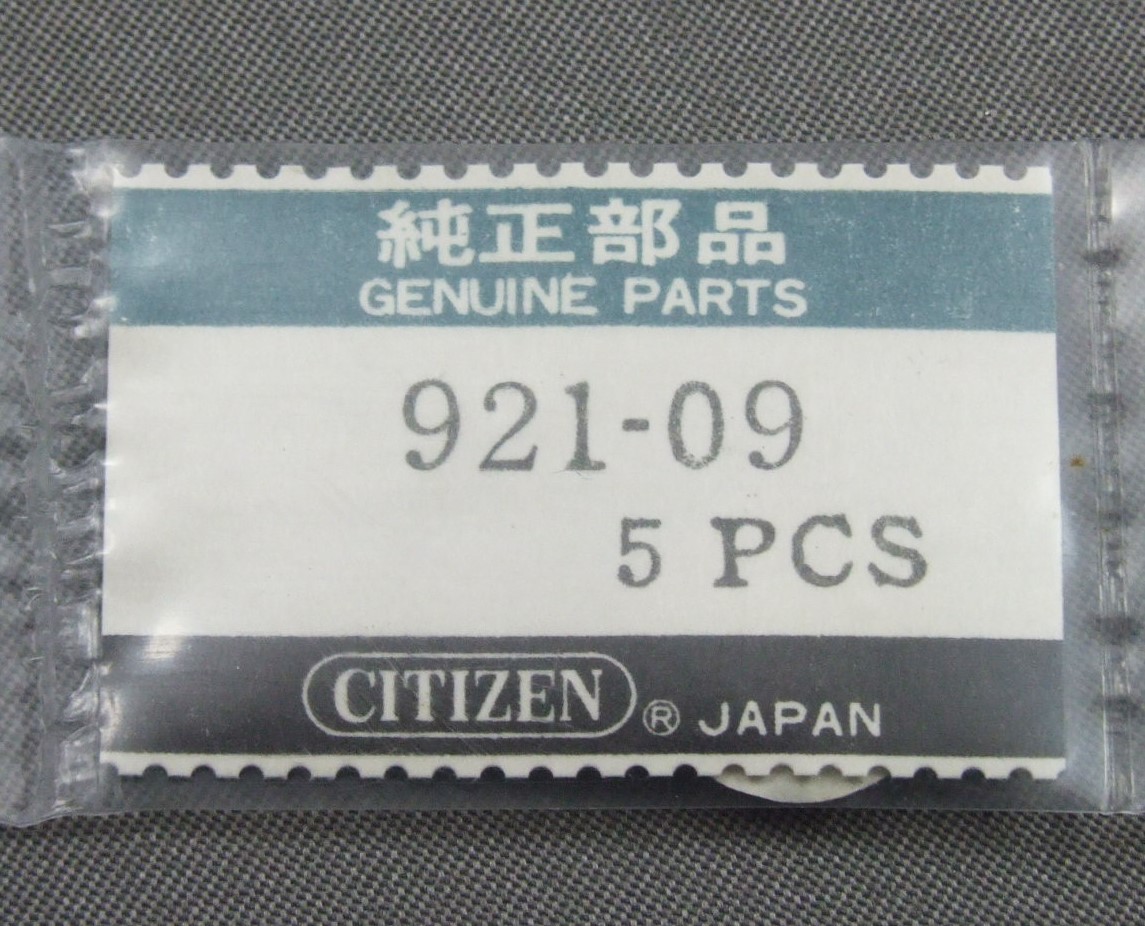 純正部品
GENUINE PARTS
921-09
5 PCS
CITIZEN ® JAPAN